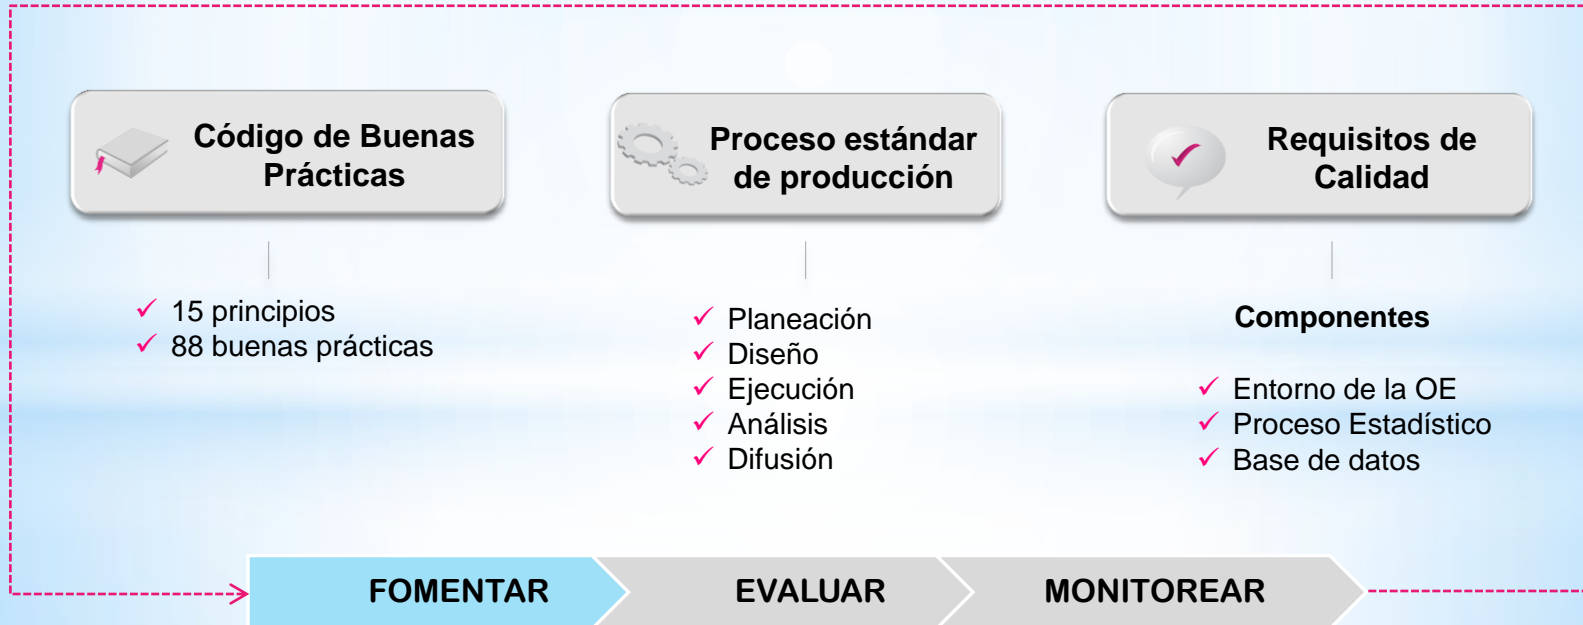 Código de Buenas
Prácticas
15 principios
88 buenas prácticas
Proceso estándar
de producción
Planeación
Diseño
Ejecución
Análisis
Difusión
Requisitos de
Calidad
Componentes
Entorno de la OE
Proceso Estadístico
Base de datos
FOMENTAR
EVALUAR
MONITOREAR